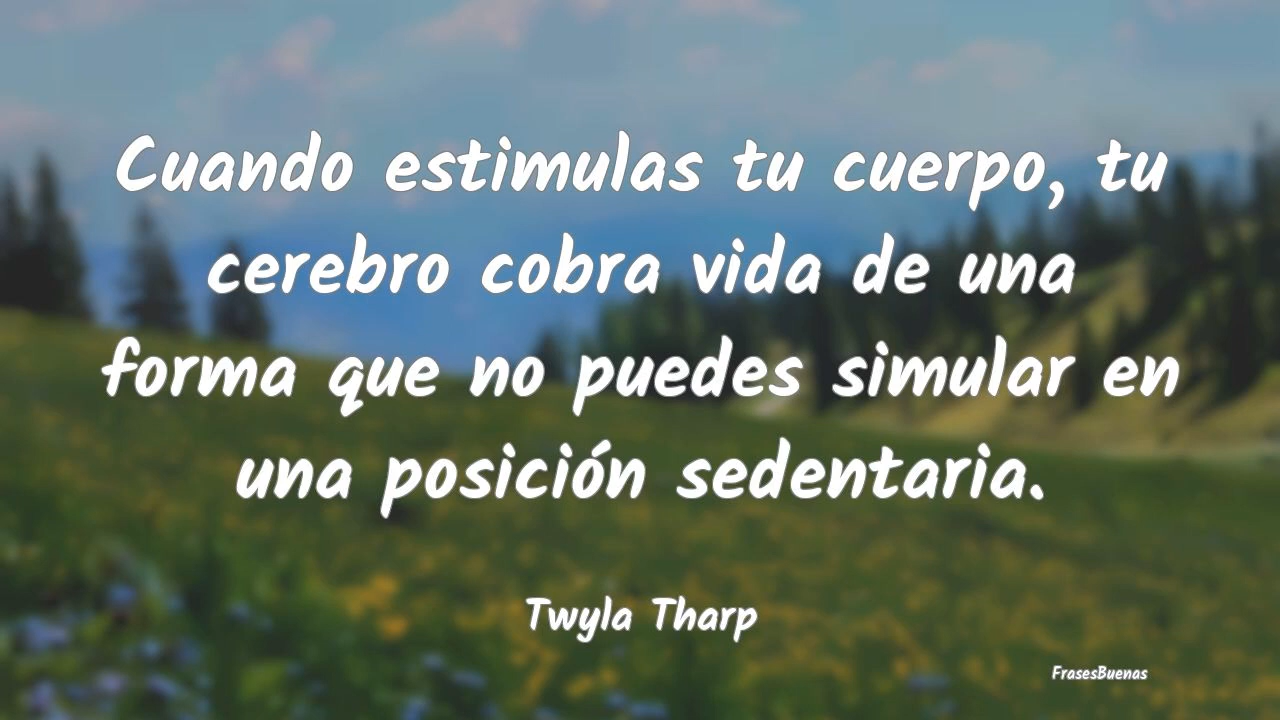 Cuando estimulas tu cuerpo, tu
cerebro cobra vida de una
forma que no puedes simular en
una posición sedentaria.
Twyla Tharp
FrasesBuenas